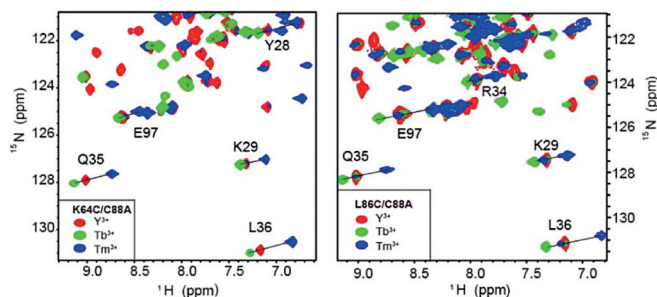 122
124
126
128
130
¹⁵N (ppm)
Y28
E97
Q35
K29
L36
K64C/C88A
Y³⁺
Tb³⁺
Tm³⁺
9.0 8.5 8.0 7.5 7.0
¹H (ppm)
122
124
126
128
130
¹⁵N (ppm)
R34
E97
Q35
K29
L36
L86C/C88A
Y³⁺
Tb³⁺
Tm³⁺
9.0 8.5 8.0 7.5 7.0
¹H (ppm)